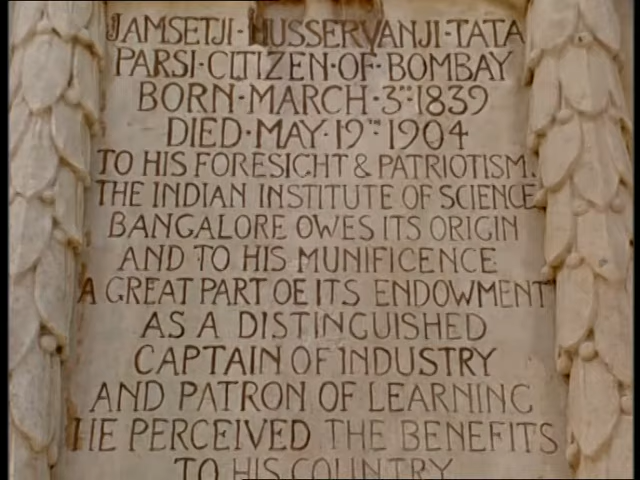 JAMSETJI·NUSSERVANJI·TATA
PARSI·CITIZEN·OF·BOMBAY
BORN·MARCH·3RD·1839
DIED·MAY·19TH·1904
TO HIS FORESIGHT & PATRIOTISM.
THE INDIAN INSTITUTE OF SCIENCE
BANGALORE OWES ITS ORIGIN
AND TO HIS MUNIFICENCE
A GREAT PART OF ITS ENDOWMENT
AS A DISTINGUISHED
CAPTAIN OF INDUSTRY
AND PATRON OF LEARNING
HE PERCEIVED THE BENEFITS
TO HIS COUNTRY